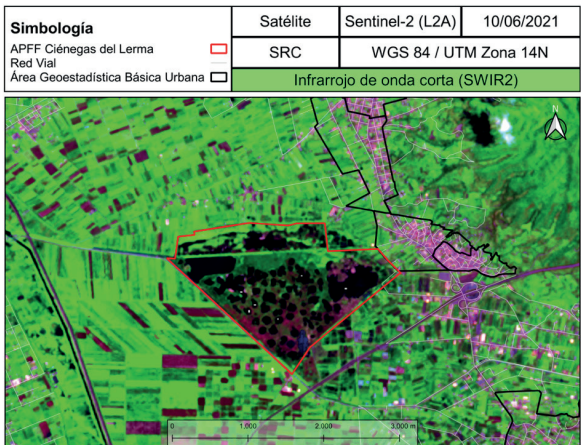 Simbología
APFF Ciénegas del Lerma
Red Vial
Área Geoestadística Básica Urbana
Satélite
Sentinel-2 (L2A)
10/06/2021
SRC
WGS 84 / UTM Zona 14N
Infrarrojo de onda corta (SWIR2)
N
0 1.000 2.000 3.000 m